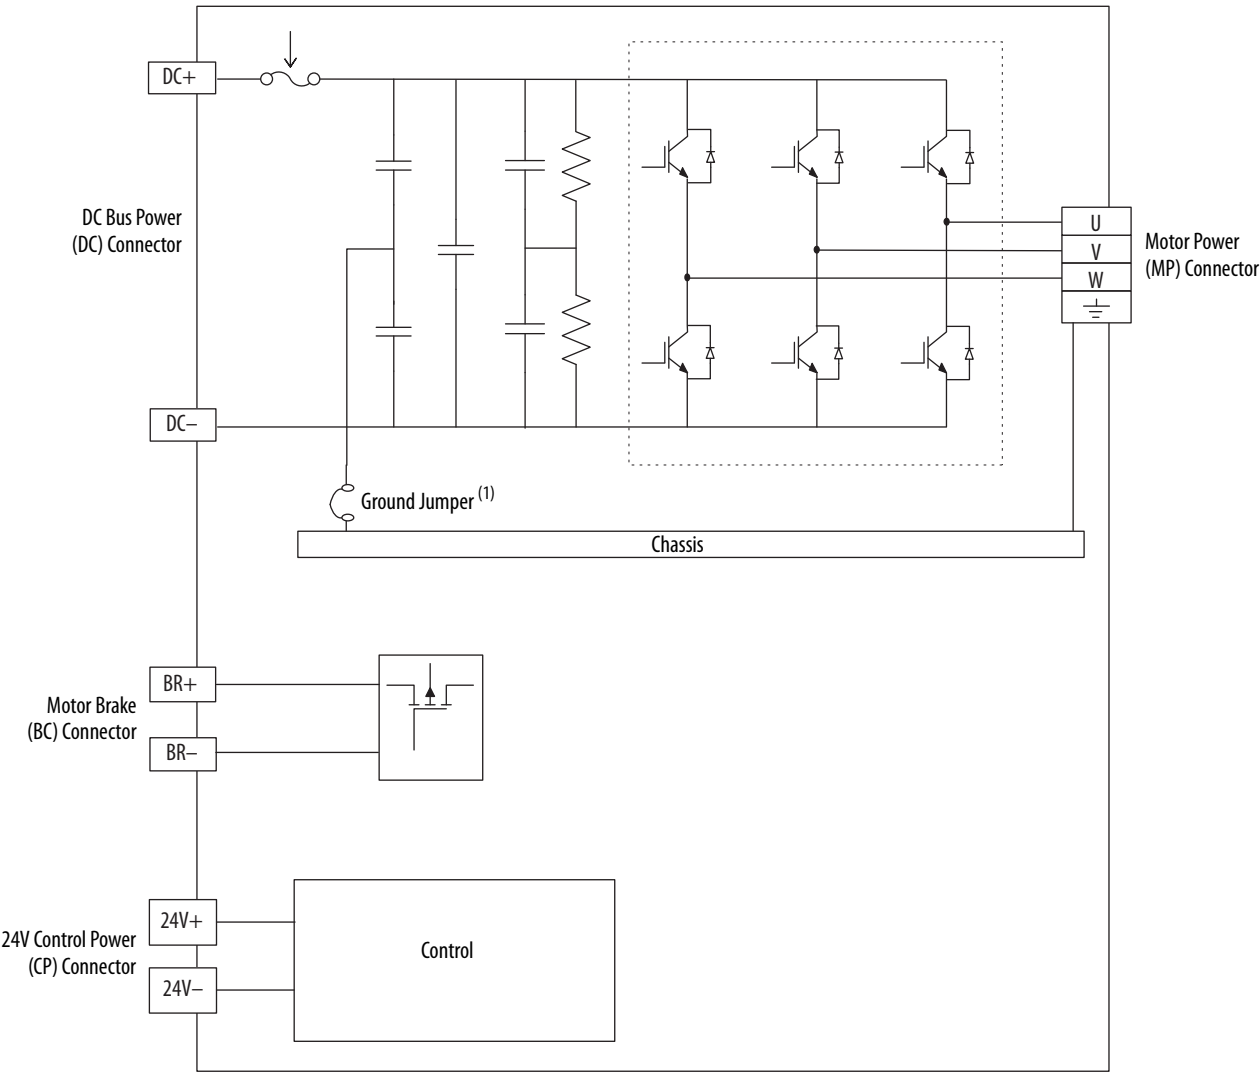 DC+
DC Bus Power
(DC) Connector
U
V
W
Motor Power
(MP) Connector
DC–
Ground Jumper (1)
Chassis
BR+
Motor Brake
(BC) Connector
BR–
24V+
24V Control Power
(CP) Connector
Control
24V–